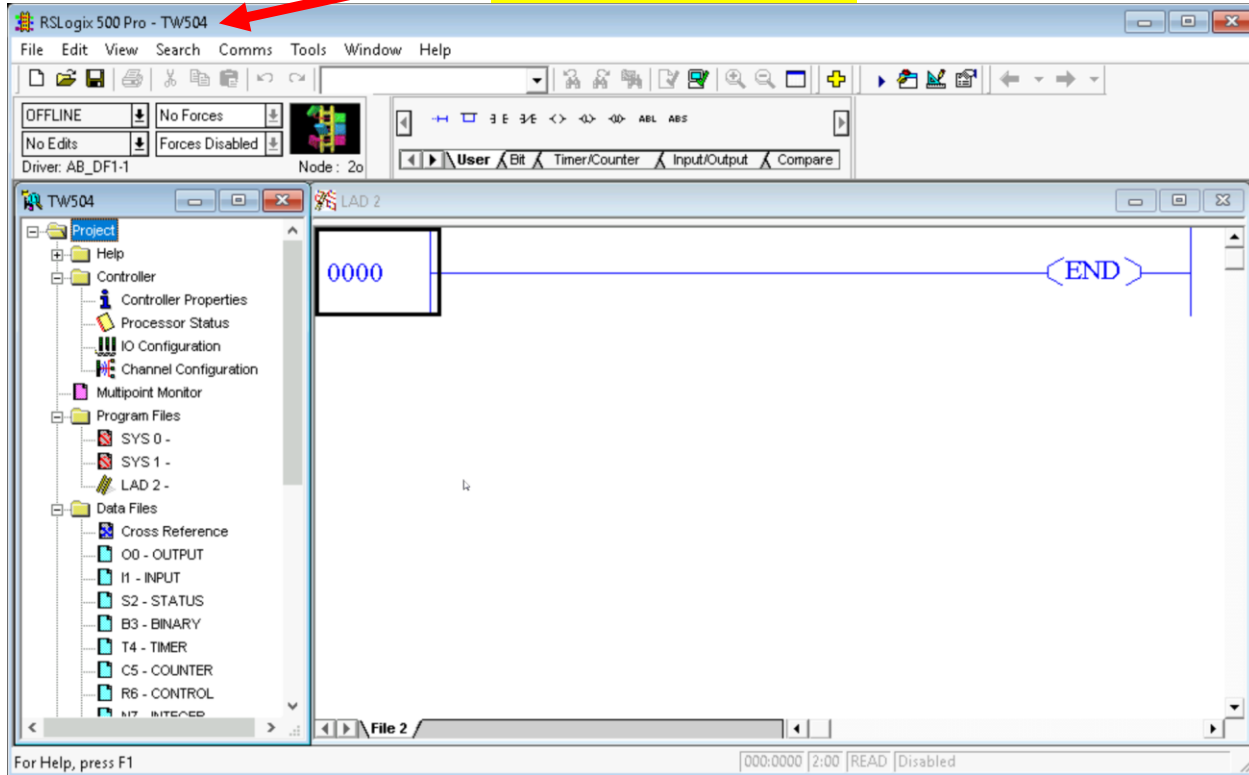 RSLogix 500 Pro - TW504
File Edit View Search Comms Tools Window Help
OFFLINE No Forces
No Edits Forces Disabled
Driver: AB_DF1-1 Node : 2o
ABL ABS
User Bit Timer/Counter Input/Output Compare
TW504
Project
Help
Controller
Controller Properties
Processor Status
IO Configuration
Channel Configuration
Multipoint Monitor
Program Files
SYS 0 -
SYS 1 -
LAD 2 -
Data Files
Cross Reference
O0 - OUTPUT
I1 - INPUT
S2 - STATUS
B3 - BINARY
T4 - TIMER
C5 - COUNTER
R6 - CONTROL
N7 - INTEGER
LAD 2
0000
END
File 2
For Help, press F1
000:0000 2:00 READ Disabled